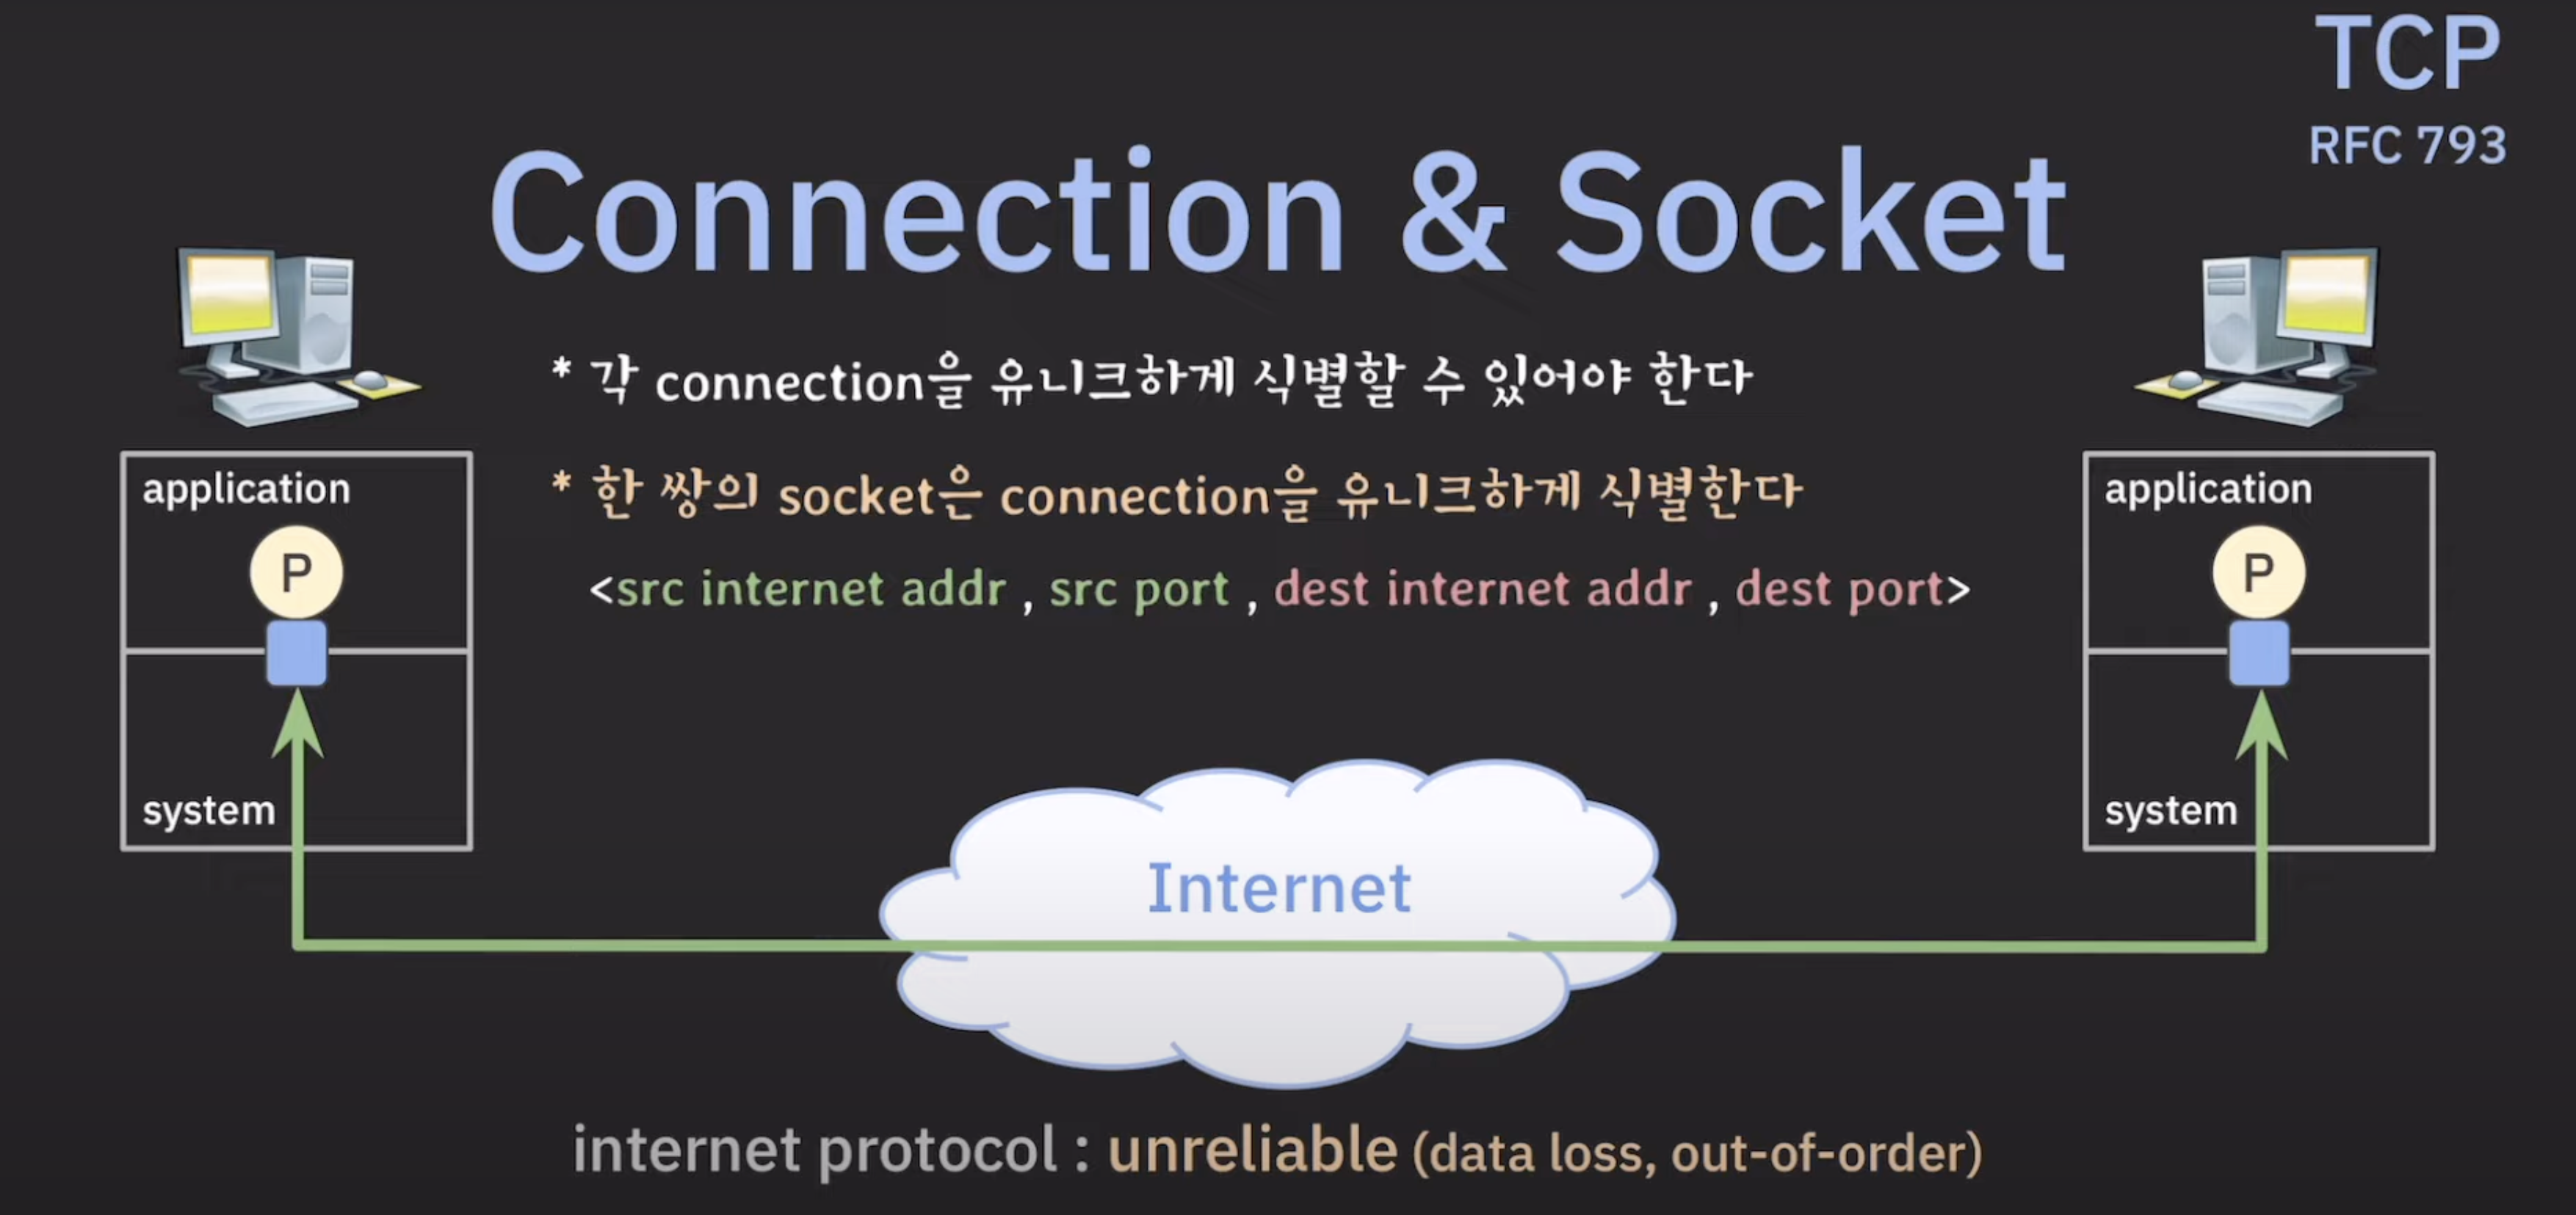 TCP
RFC 793
Connection & Socket
* 각 connection을 유니크하게 식별할 수 있어야 한다
* 한 쌍의 socket은 connection을 유니크하게 식별한다
<src internet addr , src port , dest internet addr , dest port>
application
P
system
application
P
system
Internet
internet protocol : unreliable (data loss, out-of-order)